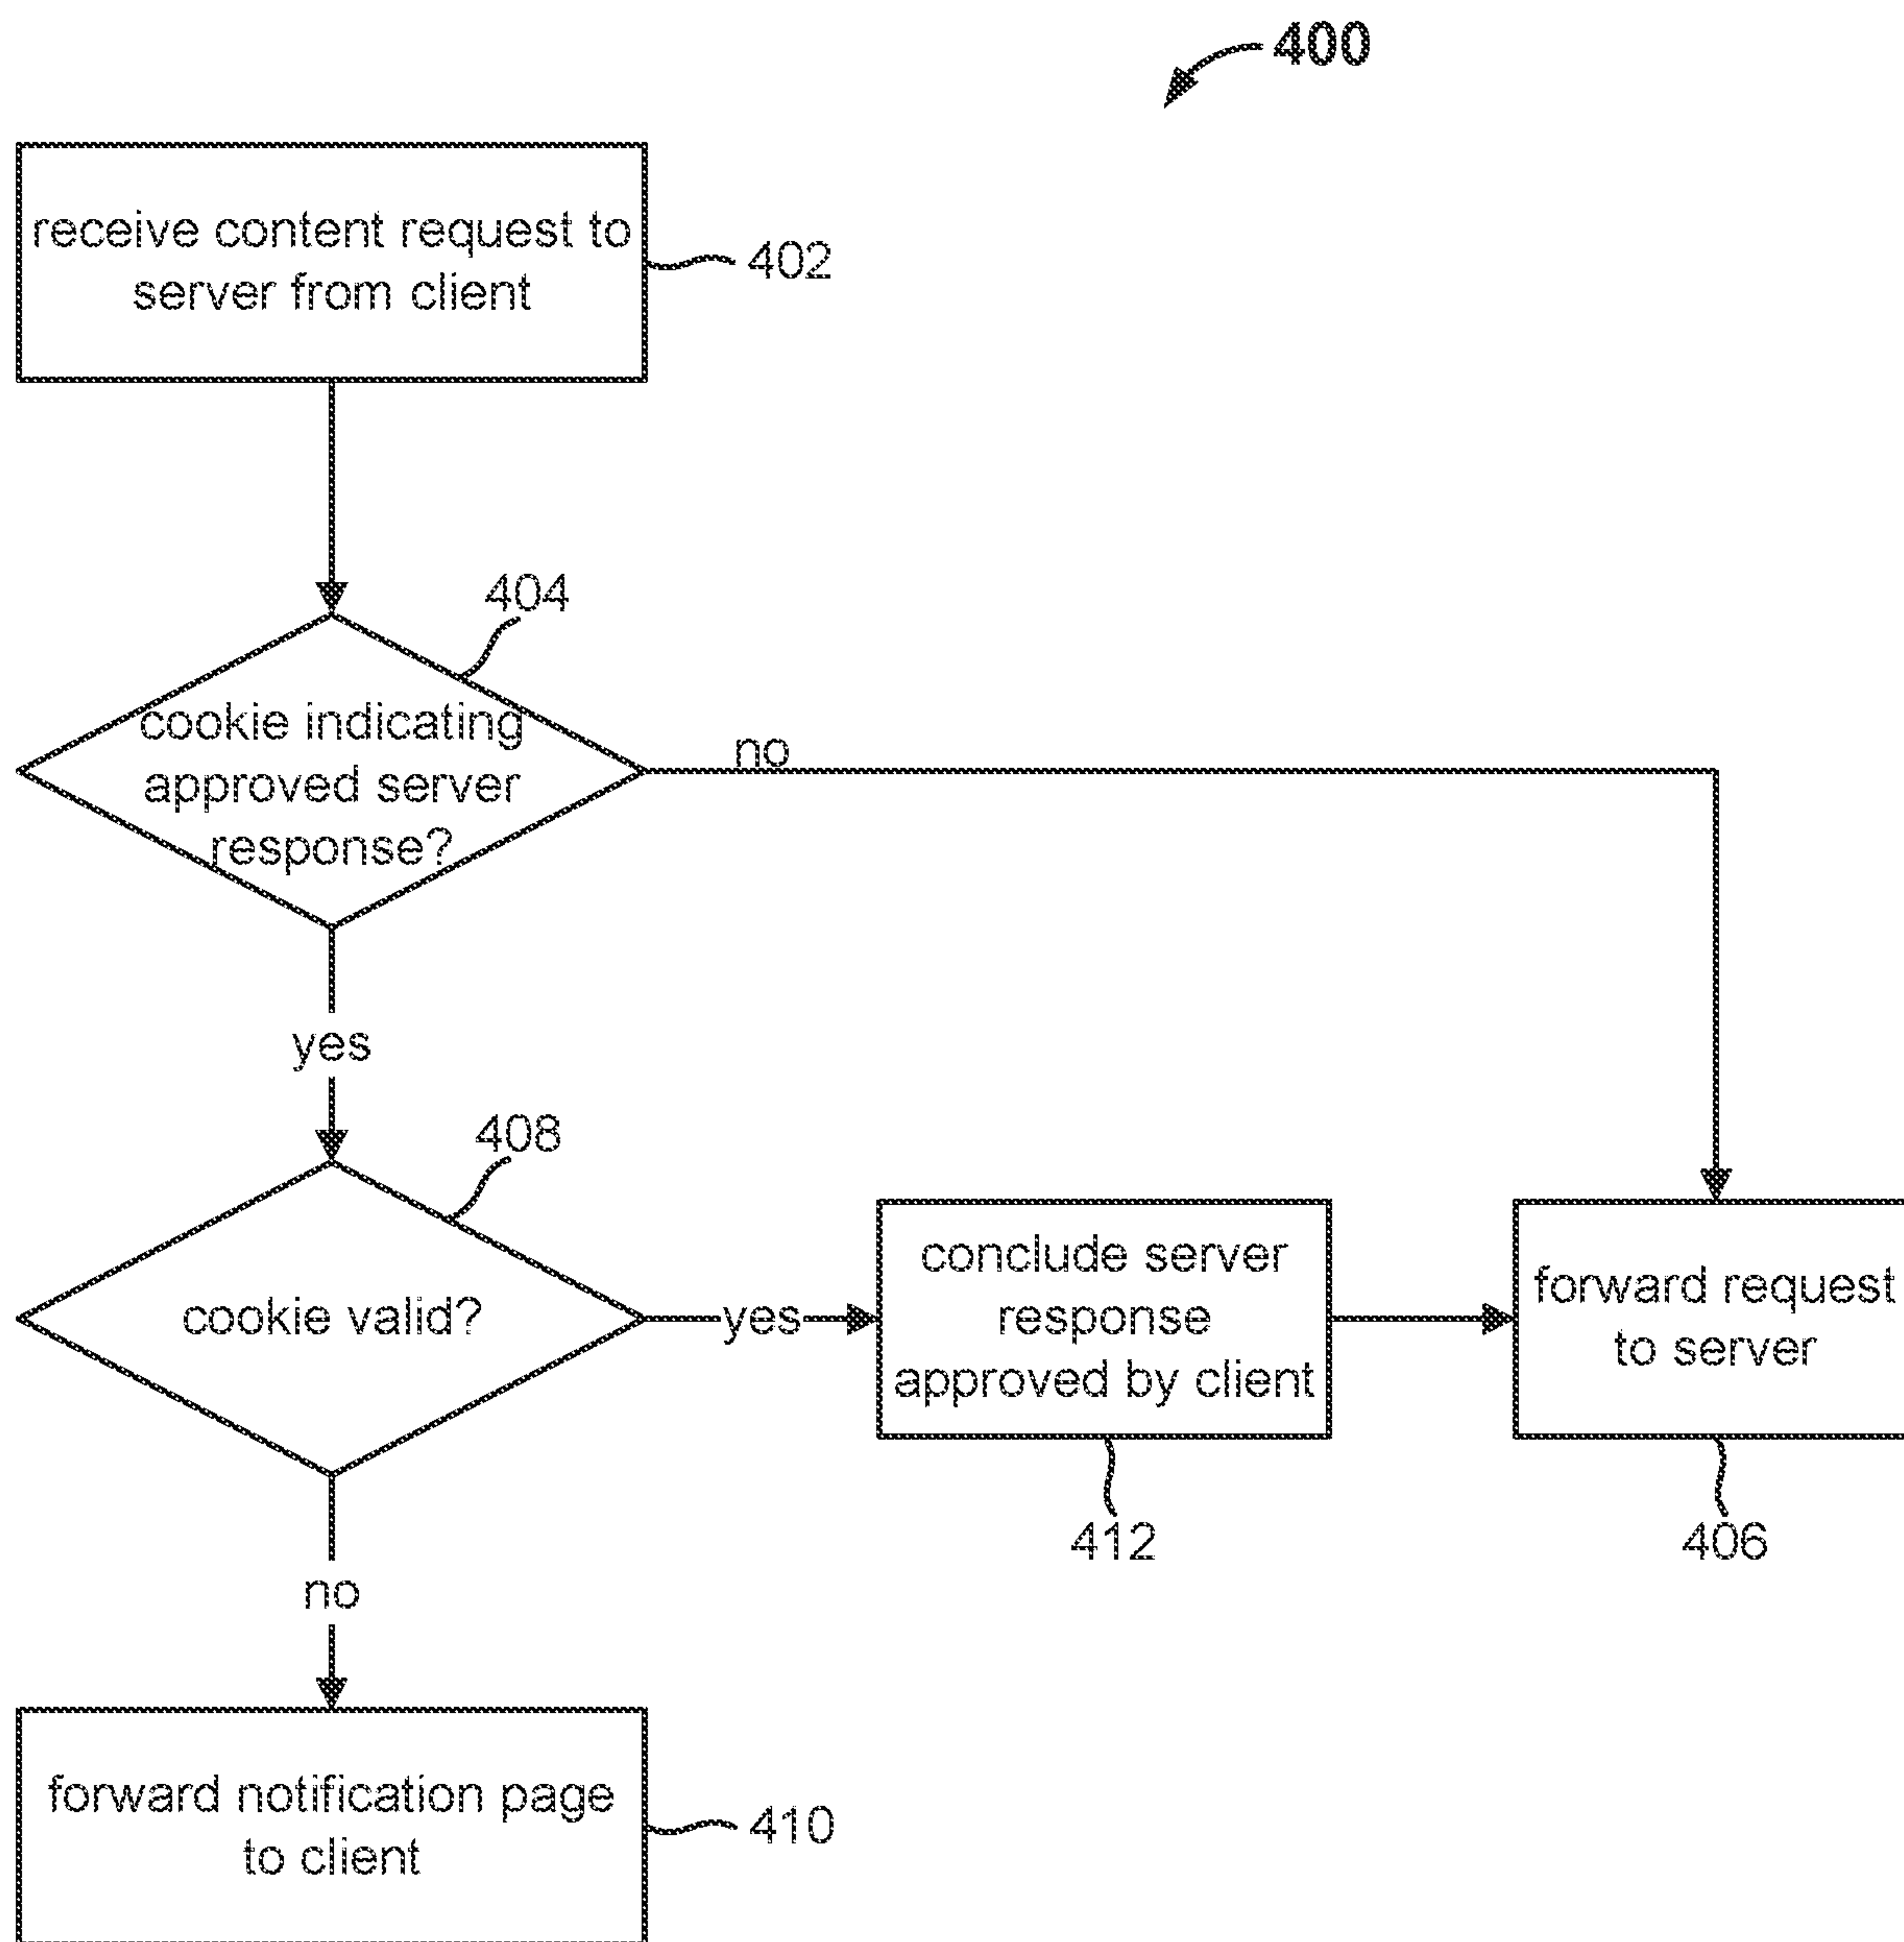 400
receive content request to
server from client
402
404
cookie indicating
approved server
response?
no
yes
408
cookie valid?
yes
conclude server
response
approved by client
forward request
to server
412
406
no
forward notification page
to client
410